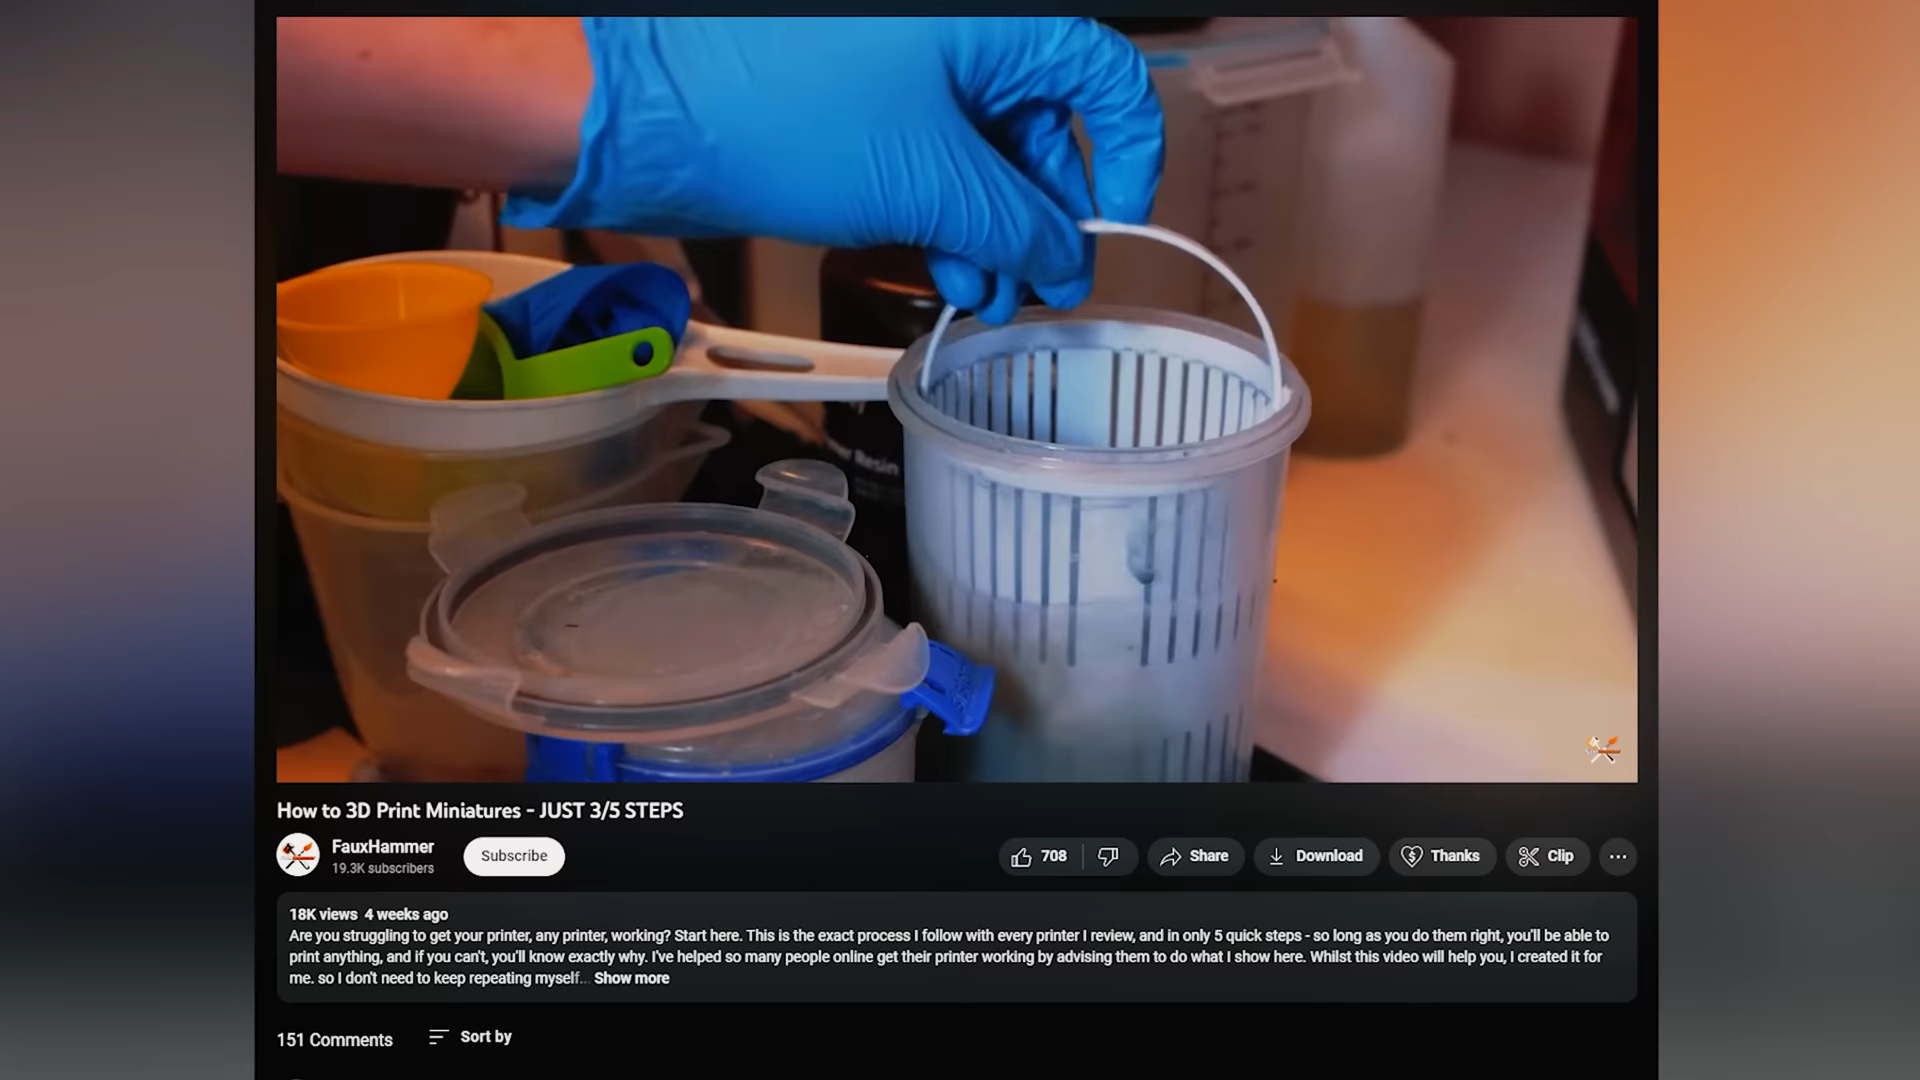 Resin
How to 3D Print Miniatures - JUST 3/5 STEPS
FauxHammer
19.3K subscribers
Subscribe
708
Share
Download
Thanks
Clip
18K views 4 weeks ago
Are you struggling to get your printer, any printer, working? Start here. This is the exact process I follow with every printer I review, and in only 5 quick steps - so long as you do them right, you'll be able to
print anything, and if you can't, you'll know exactly why. I've helped so many people online get their printer working by advising them to do what I show here. Whilst this video will help you, I created it for
me. so I don't need to keep repeating myself... Show more
151 Comments
Sort by